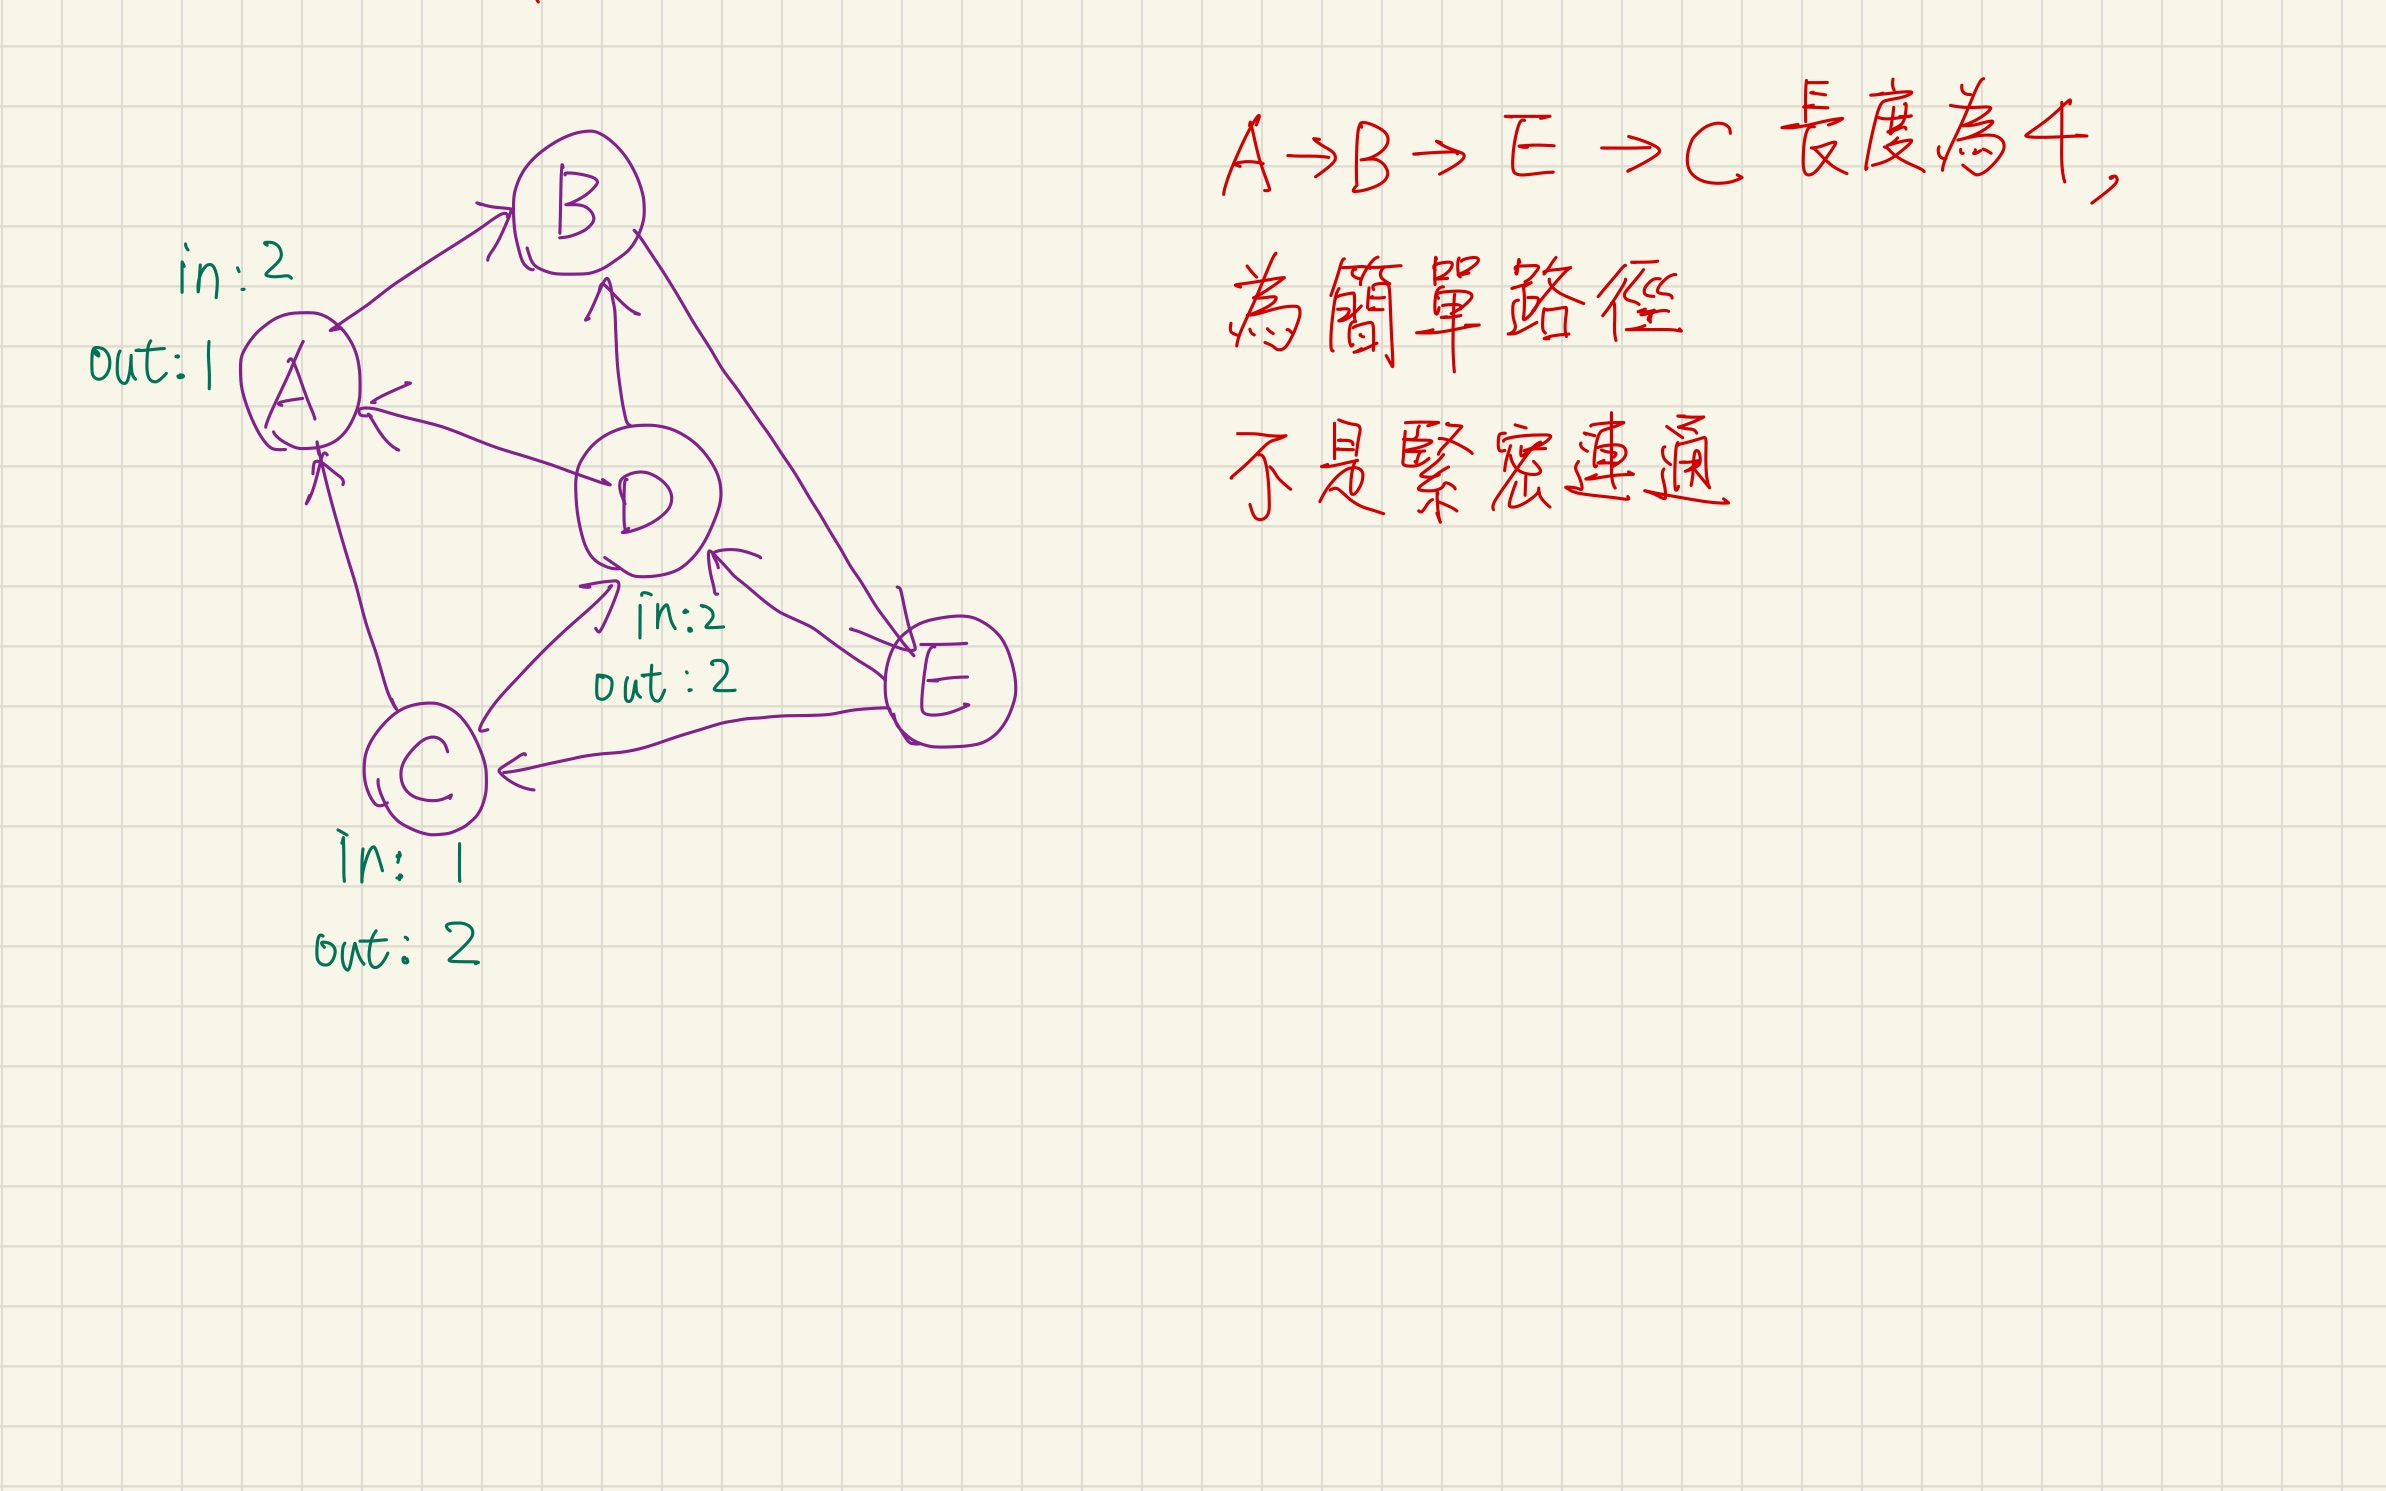 A→B→E→C 長度為4,
為簡單路徑
不是緊密連通
B
in:2
out:1
A
D
in:2
out:2
E
C
in: 1
out: 2